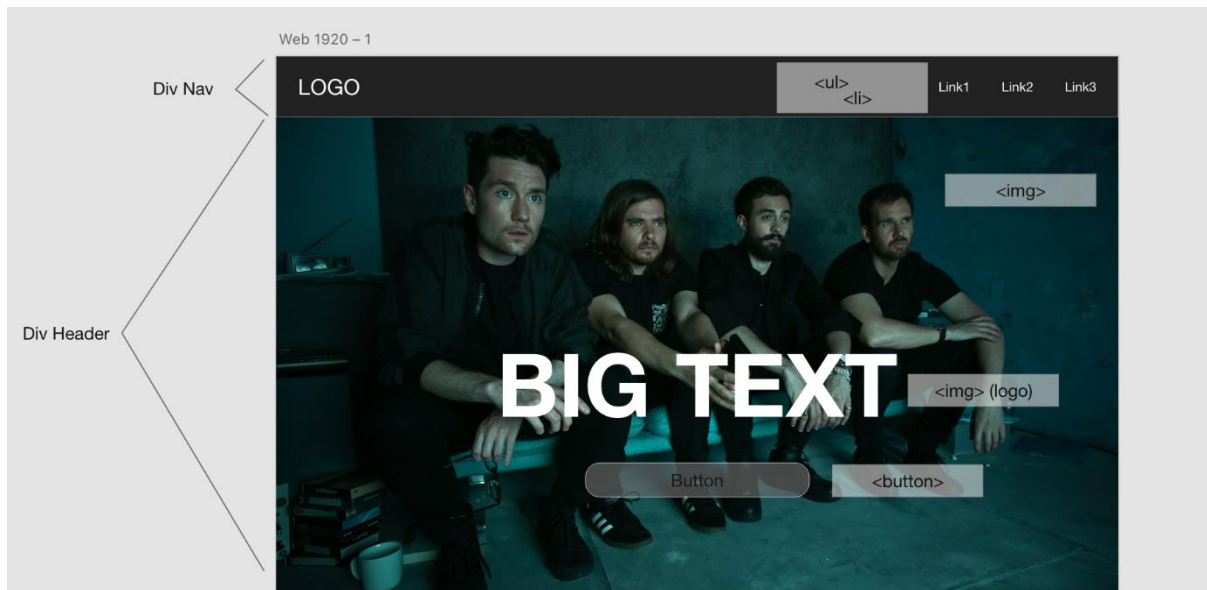 Web 1920 – 1
Div Nav
LOGO
<ul>
<li>
Link1 Link2 Link3
<img>
Div Header
BIG TEXT
<img> (logo)
Button
<button>